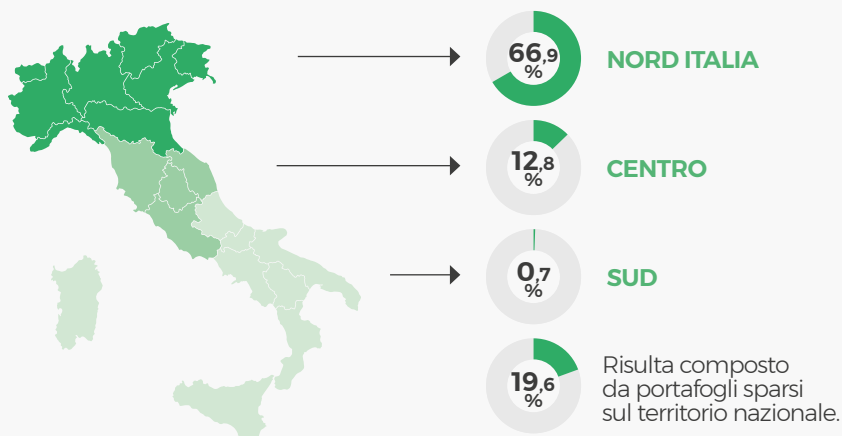 66,9
%
NORD ITALIA
12,8
%
CENTRO
0,7
%
SUD
19,6
%
Risulta composto
da portafogli sparsi
sul territorio nazionale.